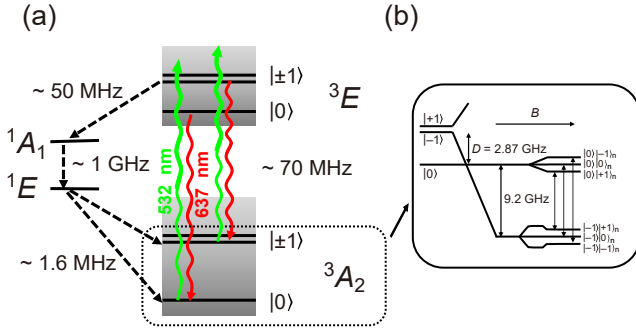 (a)
(b)
|±1⟩
³E
~ 50 MHz
|0⟩
¹A₁
~ 1 GHz
532 nm
637 nm
~ 70 MHz
¹E
|±1⟩
~ 1.6 MHz
³A₂
|0⟩
|+1⟩
|−1⟩
B
D = 2.87 GHz
|0⟩
|0⟩|−1⟩ₙ
|0⟩|0⟩ₙ
|0⟩|+1⟩ₙ
9.2 GHz
|−1⟩|+1⟩ₙ
|−1⟩|0⟩ₙ
|−1⟩|−1⟩ₙ